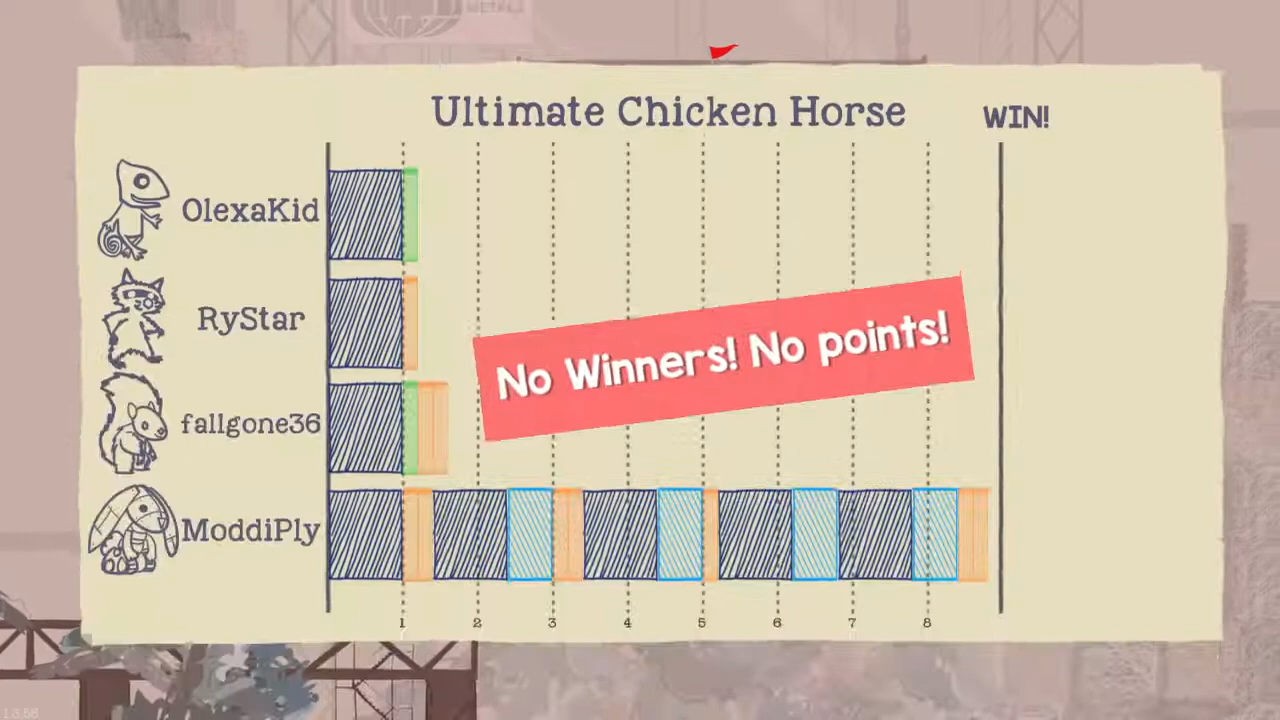 Ultimate Chicken Horse
WIN!
OlexaKid
RyStar
No Winners! No points!
fallgone36
ModdiPly
1 2 3 4 5 6 7 8